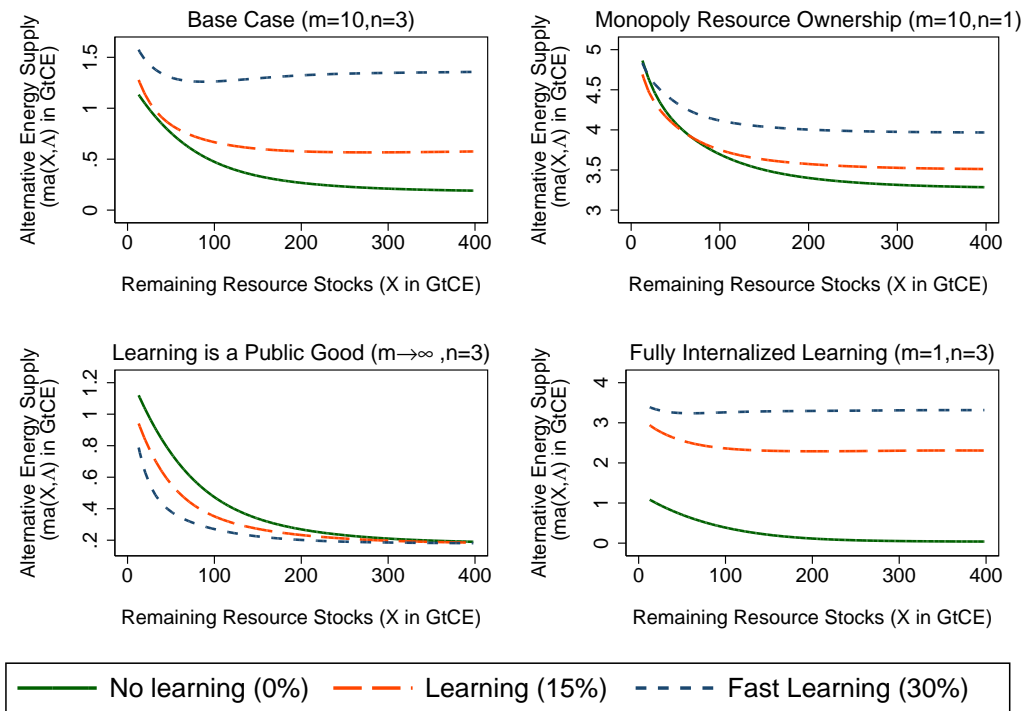 Base Case (m=10,n=3)
Alternative Energy Supply
(ma(X,Λ) in GtCE)
1.5
1
.5
0
0 100 200 300 400
Remaining Resource Stocks (X in GtCE)
Monopoly Resource Ownership (m=10,n=1)
Alternative Energy Supply
(ma(X,Λ) in GtCE)
5
4.5
4
3.5
3
0 100 200 300 400
Remaining Resource Stocks (X in GtCE)
Learning is a Public Good (m→∞ ,n=3)
Alternative Energy Supply
(ma(X,Λ) in GtCE)
1.2
1
.8
.6
.4
.2
0 100 200 300 400
Remaining Resource Stocks (X in GtCE)
Fully Internalized Learning (m=1,n=3)
Alternative Energy Supply
(ma(X,Λ) in GtCE)
4
3
2
1
0
0 100 200 300 400
Remaining Resource Stocks (X in GtCE)
No learning (0%) Learning (15%) Fast Learning (30%)